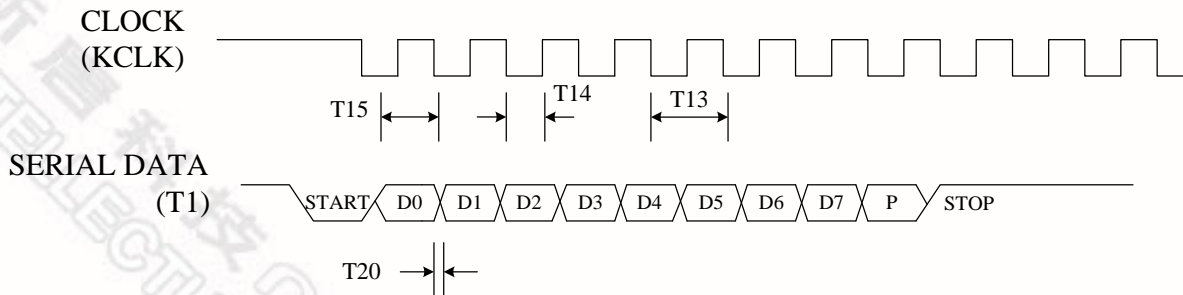 CLOCK
(KCLK)
T15
T14
T13
SERIAL DATA
(T1)
START D0 D1 D2 D3 D4 D5 D6 D7 P STOP
T20